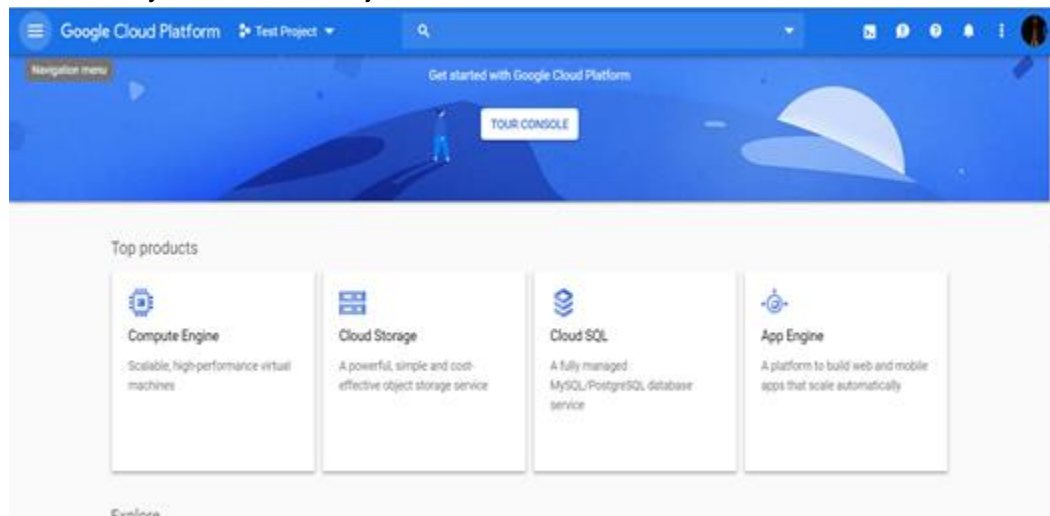 Google Cloud Platform Test Project
Navigation menu
Get started with Google Cloud Platform
TOUR CONSOLE
Top products
Compute Engine
Scalable, high-performance virtual
machines
Cloud Storage
A powerful, simple and cost-
effective object storage service
Cloud SQL
A fully managed
MySQL/PostgreSQL database
service
App Engine
A platform to build web and mobile
apps that scale automatically
Explore